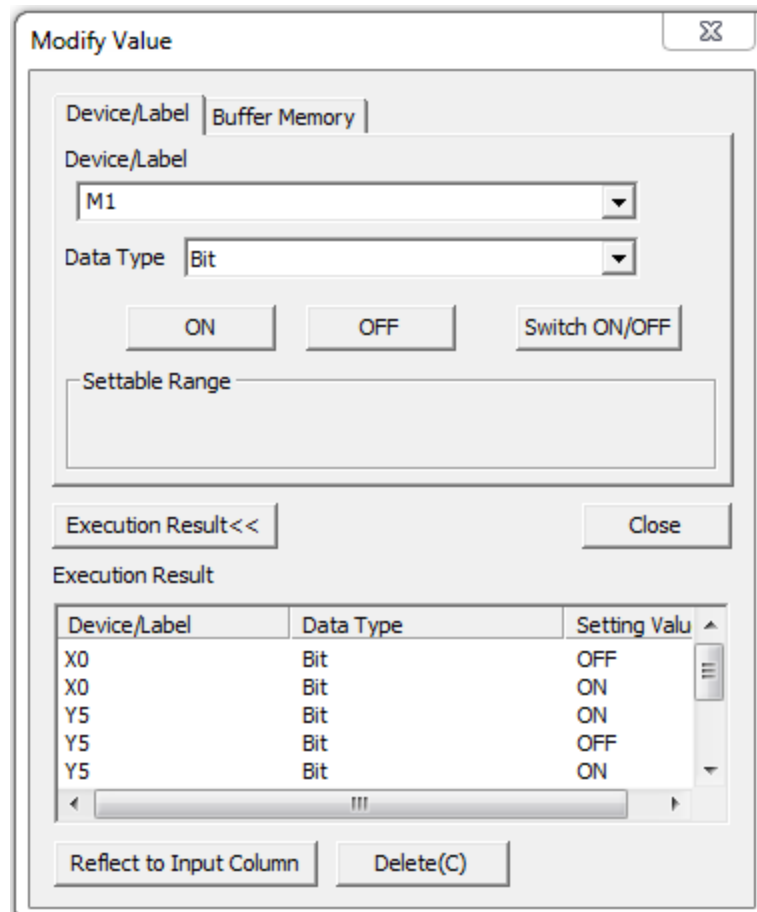 Modify Value
Device/Label Buffer Memory
Device/Label
M1
Data Type Bit
ON OFF Switch ON/OFF
Settable Range
Execution Result<< Close
Execution Result
Device/Label Data Type Setting Valu
X0 Bit OFF
X0 Bit ON
Y5 Bit ON
Y5 Bit OFF
Y5 Bit ON
Reflect to Input Column Delete(C)